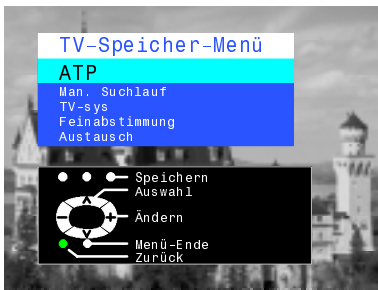 TV-Speicher-Menü
ATP
Man. Suchlauf
TV-sys
Feinabstimmung
Austausch
Speichern
Auswahl
Ändern
Menü-Ende
Zurück